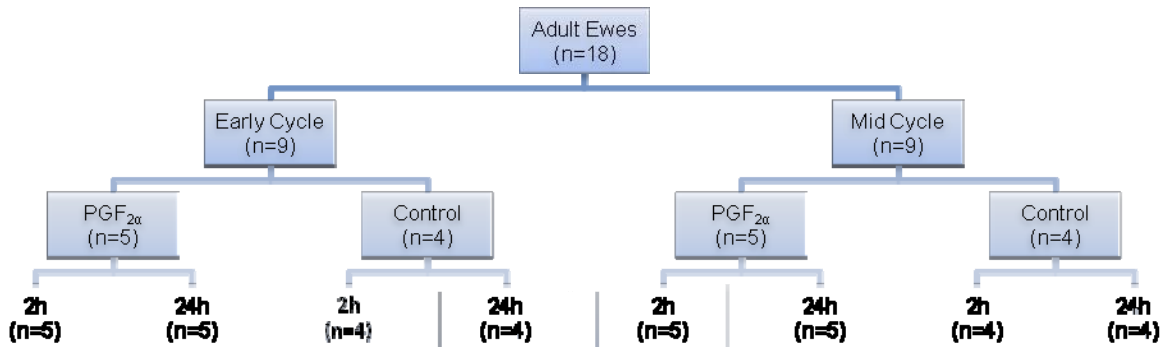 Adult Ewes
(n=18)
Early Cycle
(n=9)
Mid Cycle
(n=9)
PGF2α
(n=5)
Control
(n=4)
PGF2α
(n=5)
Control
(n=4)
2h
(n=5)
24h
(n=5)
2h
(n=4)
24h
(n=4)
2h
(n=5)
24h
(n=5)
2h
(n=4)
24h
(n=4)